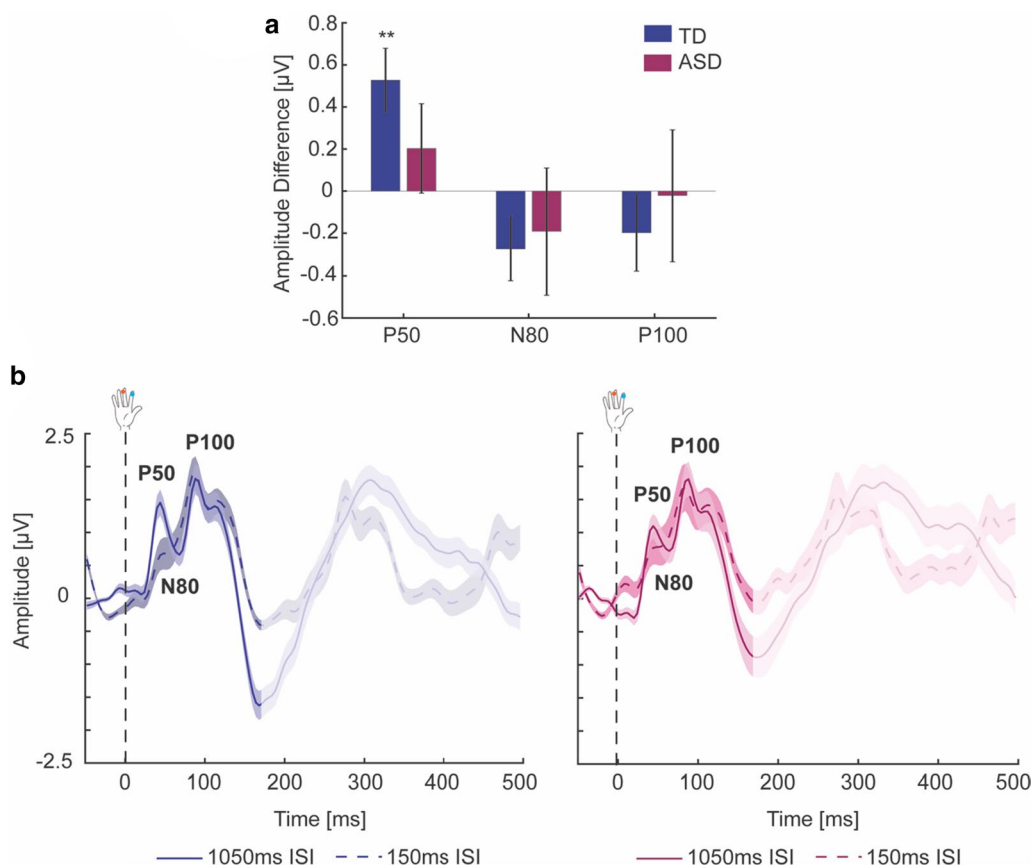 a
**
TD
ASD
Amplitude Difference [µV]
0.8
0.6
0.4
0.2
0
-0.2
-0.4
-0.6
P50 N80 P100
b
2.5
0
-2.5
Amplitude [µV]
P50
P100
N80
0 100 200 300 400 500
Time [ms]
1050ms ISI 150ms ISI
P100
P50
N80
0 100 200 300 400 500
Time [ms]
1050ms ISI 150ms ISI